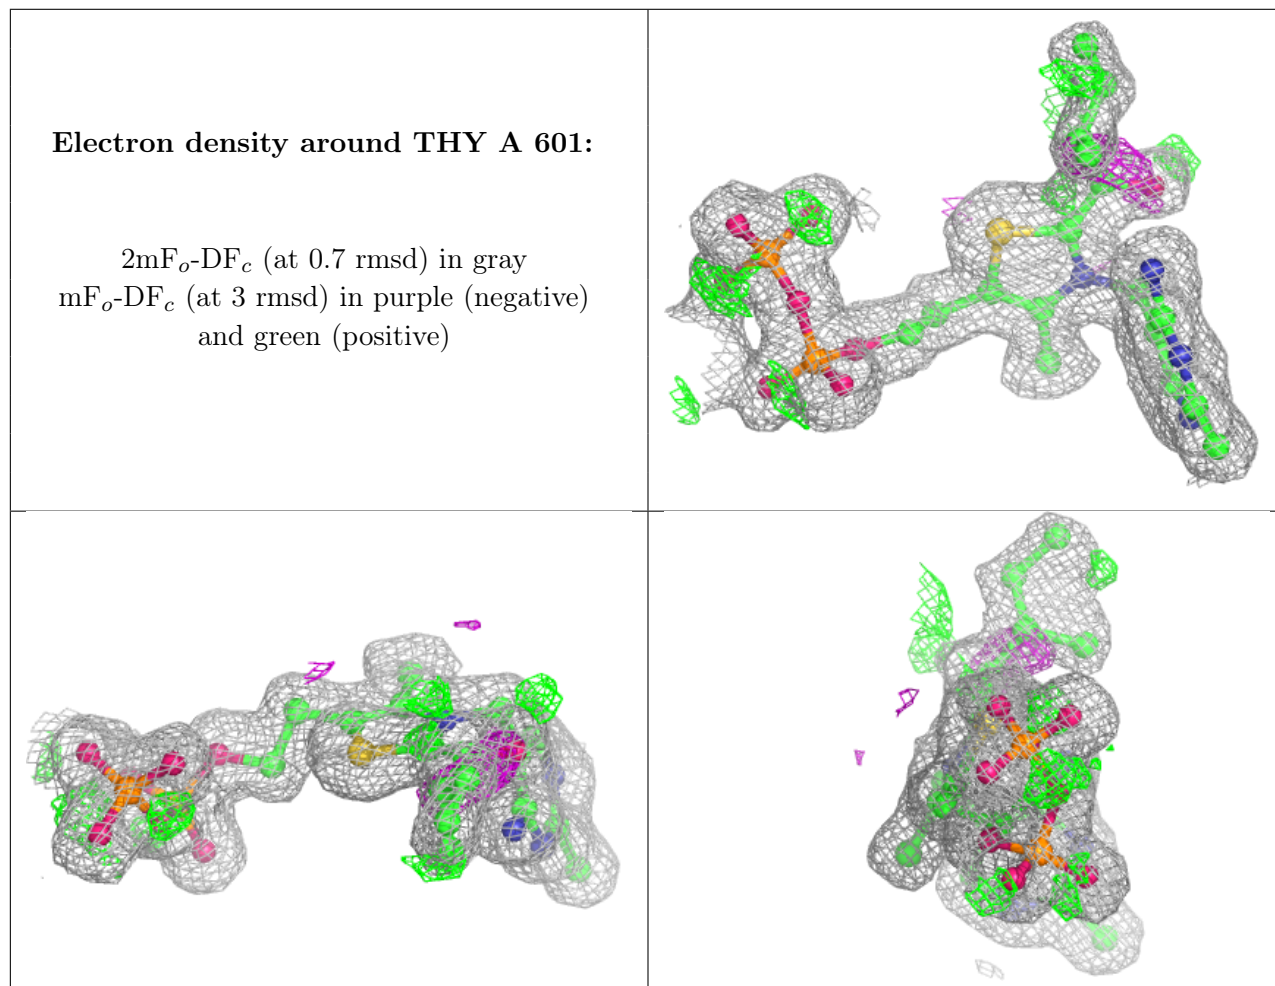 Electron density around THY A 601:
2mFo-DFc (at 0.7 rmsd) in gray
mFo-DFc (at 3 rmsd) in purple (negative)
and green (positive)